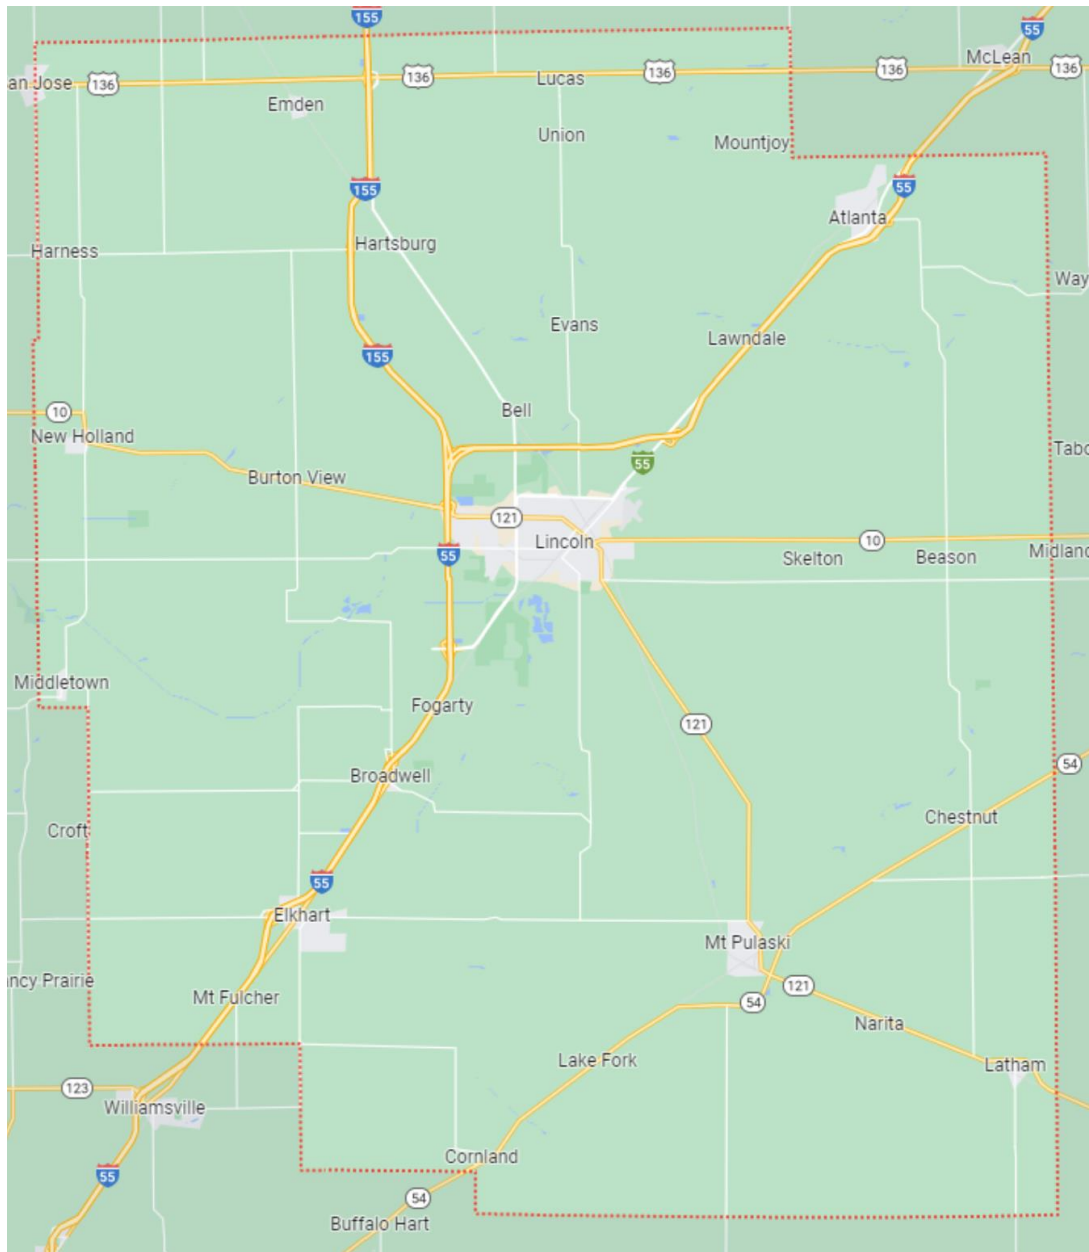 155
55
McLean
136
136
Lucas
136
136
136
an Jose
Emden
Union
Mountjoy
155
55
Atlanta
Hartsburg
Harness
Way
Evans
Lawndale
155
10
Bell
New Holland
Tabo
55
Burton View
121
Lincoln
10
55
Skelton
Beason
Midland
Middletown
Fogarty
121
54
Broadwell
Chestnut
Croft
55
Elkhart
Mt Pulaski
ancy Prairie
121
Mt Fulcher
54
Narita
Lake Fork
Latham
123
Williamsville
Cornland
55
54
Buffalo Hart